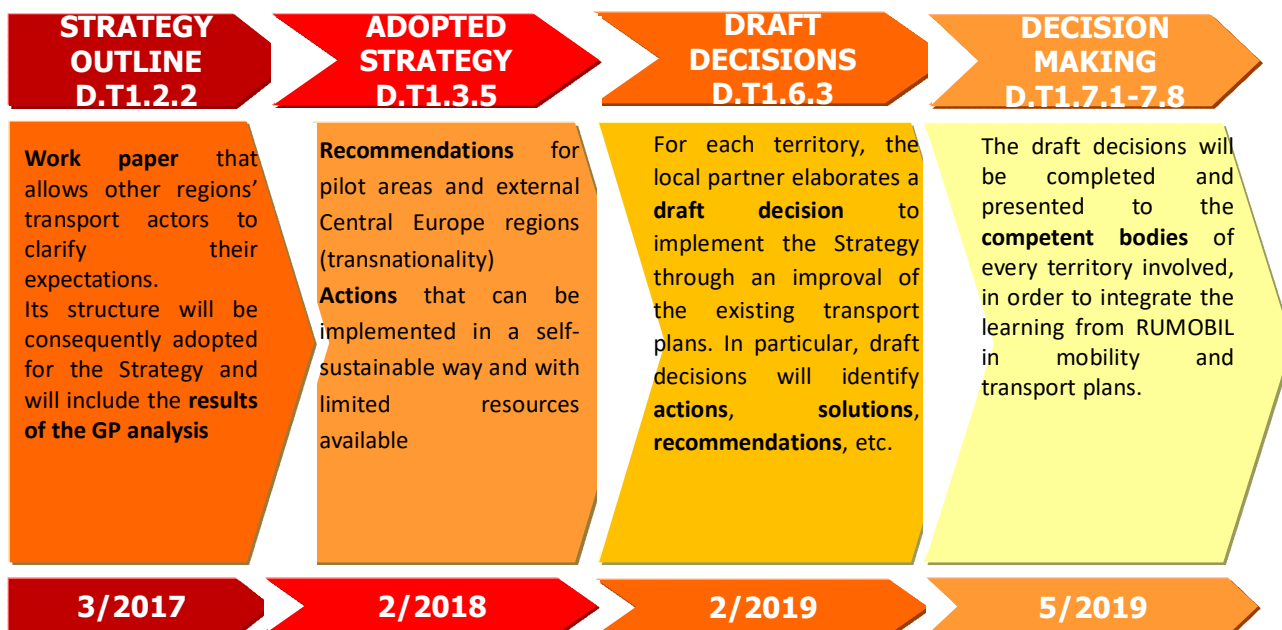 STRATEGY
OUTLINE
D.T1.2.2
ADOPTED
STRATEGY
D.T1.3.5
DRAFT
DECISIONS
D.T1.6.3
DECISION
MAKING
D.T1.7.1-7.8
Work paper that
allows other regions’
transport actors to
clarify their
expectations.
Its structure will be
consequently adopted
for the Strategy and
will include the results
of the GP analysis
Recommendations for
pilot areas and external
Central Europe regions
(transnationality)
Actions that can be
implemented in a self-
sustainable way and with
limited resources
available
For each territory, the
local partner elaborates a
draft decision to
implement the Strategy
through an improval of
the existing transport
plans. In particular, draft
decisions will identify
actions, solutions,
recommendations, etc.
The draft decisions will
be completed and
presented to the
competent bodies of
every territory involved,
in order to integrate the
learning from RUMOBIL
in mobility and
transport plans.
3/2017
2/2018
2/2019
5/2019